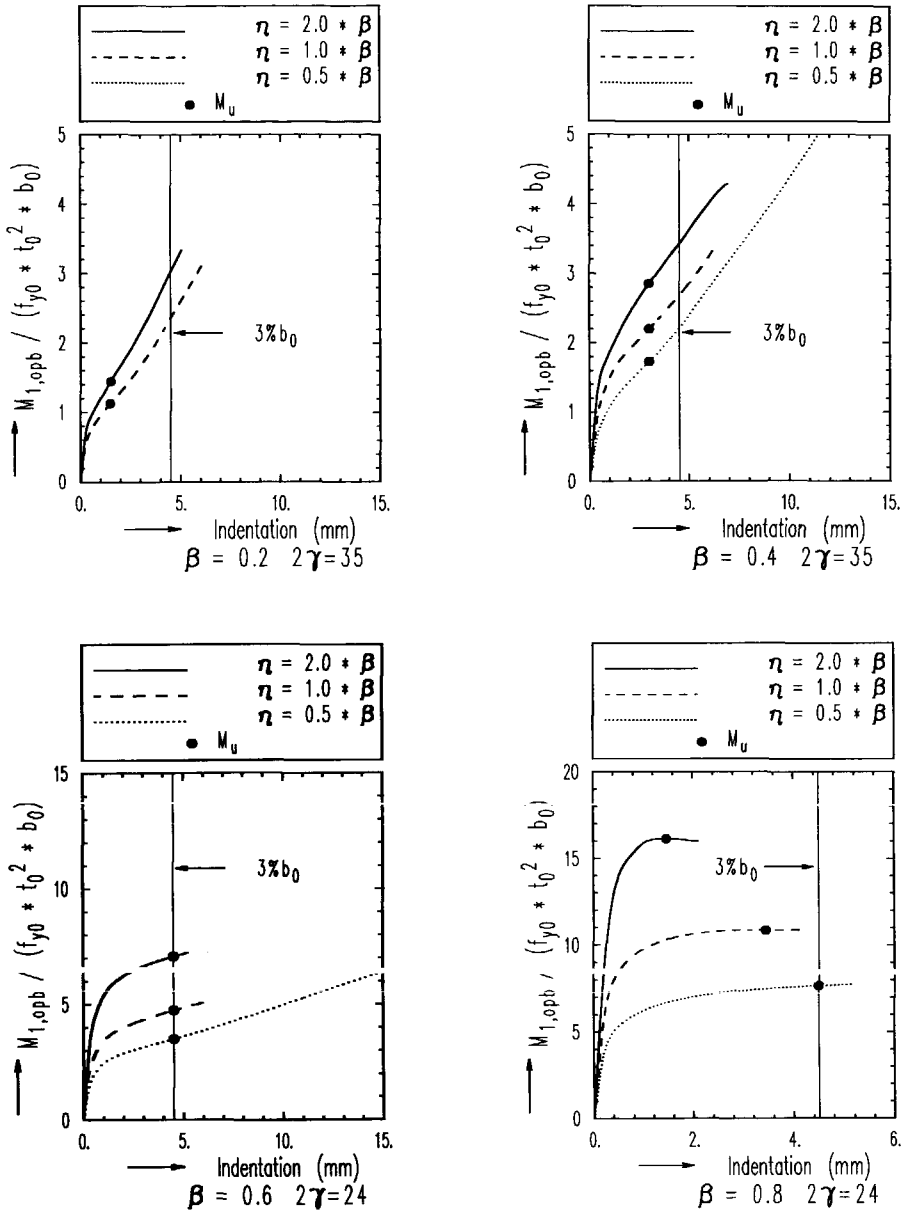 η = 2.0 * β
η = 1.0 * β
η = 0.5 * β
M_u
M_1,opb / (f_y0 * t_0^2 * b_0)
5
4
3
2
1
0
3%b_0
0. 5. 10. 15.
Indentation (mm)
β = 0.2 2γ=35
η = 2.0 * β
η = 1.0 * β
η = 0.5 * β
M_u
M_1,opb / (f_y0 * t_0^2 * b_0)
5
4
3
2
1
0
3%b_0
0. 5. 10. 15.
Indentation (mm)
β = 0.4 2γ=35
η = 2.0 * β
η = 1.0 * β
η = 0.5 * β
M_u
M_1,opb / (f_y0 * t_0^2 * b_0)
15
10
5
0
3%b_0
0. 5. 10. 15.
Indentation (mm)
β = 0.6 2γ=24
η = 2.0 * β
η = 1.0 * β
η = 0.5 * β
M_u
M_1,opb / (f_y0 * t_0^2 * b_0)
20
15
10
5
0
3%b_0
0. 2. 4. 6.
Indentation (mm)
β = 0.8 2γ=24